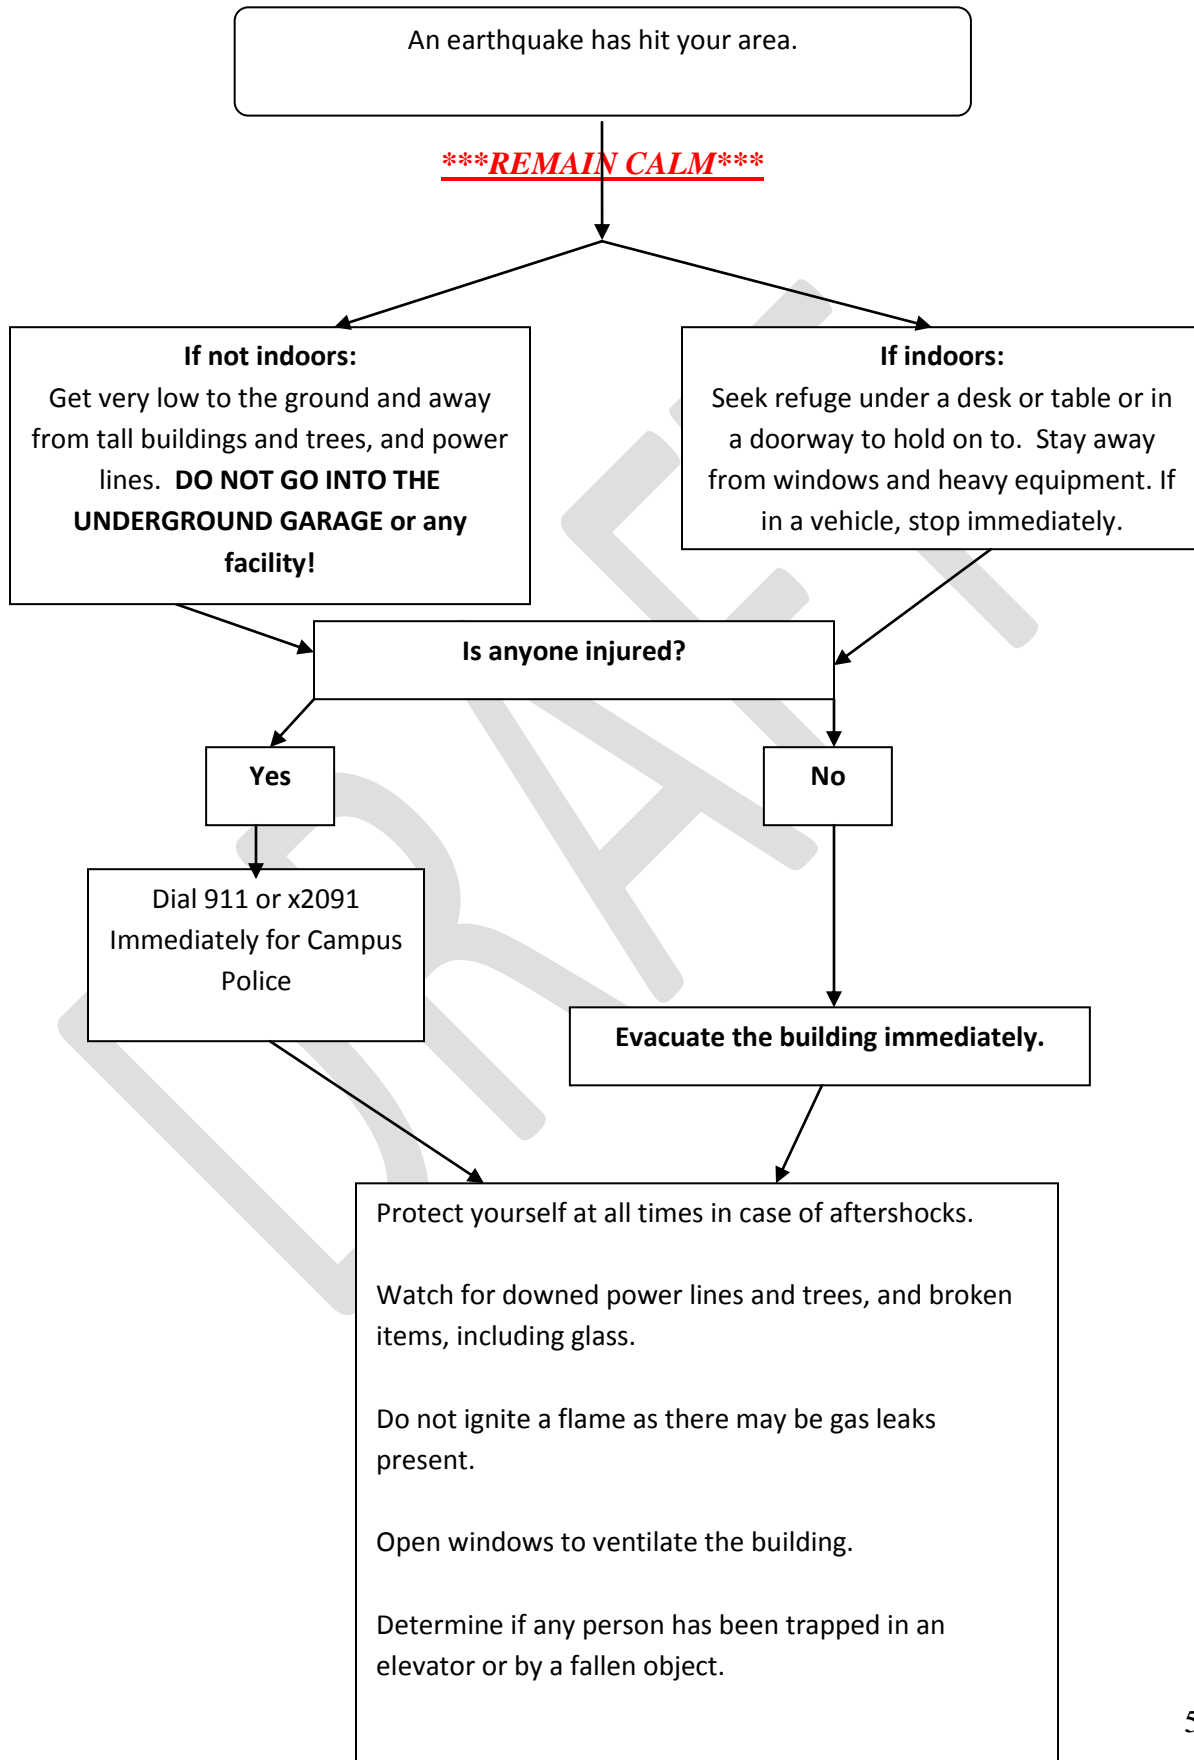 An earthquake has hit your area.
***REMAIN CALM***
If not indoors:
Get very low to the ground and away
from tall buildings and trees, and power
lines.  DO NOT GO INTO THE
UNDERGROUND GARAGE or any
facility!
If indoors:
Seek refuge under a desk or table or in
a doorway to hold on to.  Stay away
from windows and heavy equipment. If
in a vehicle, stop immediately.
Is anyone injured?
Yes
No
Dial 911 or x2091
Immediately for Campus
Police
Evacuate the building immediately.
Protect yourself at all times in case of aftershocks.
Watch for downed power lines and trees, and broken
items, including glass.
Do not ignite a flame as there may be gas leaks
present.
Open windows to ventilate the building.
Determine if any person has been trapped in an
elevator or by a fallen object.
DRAFT